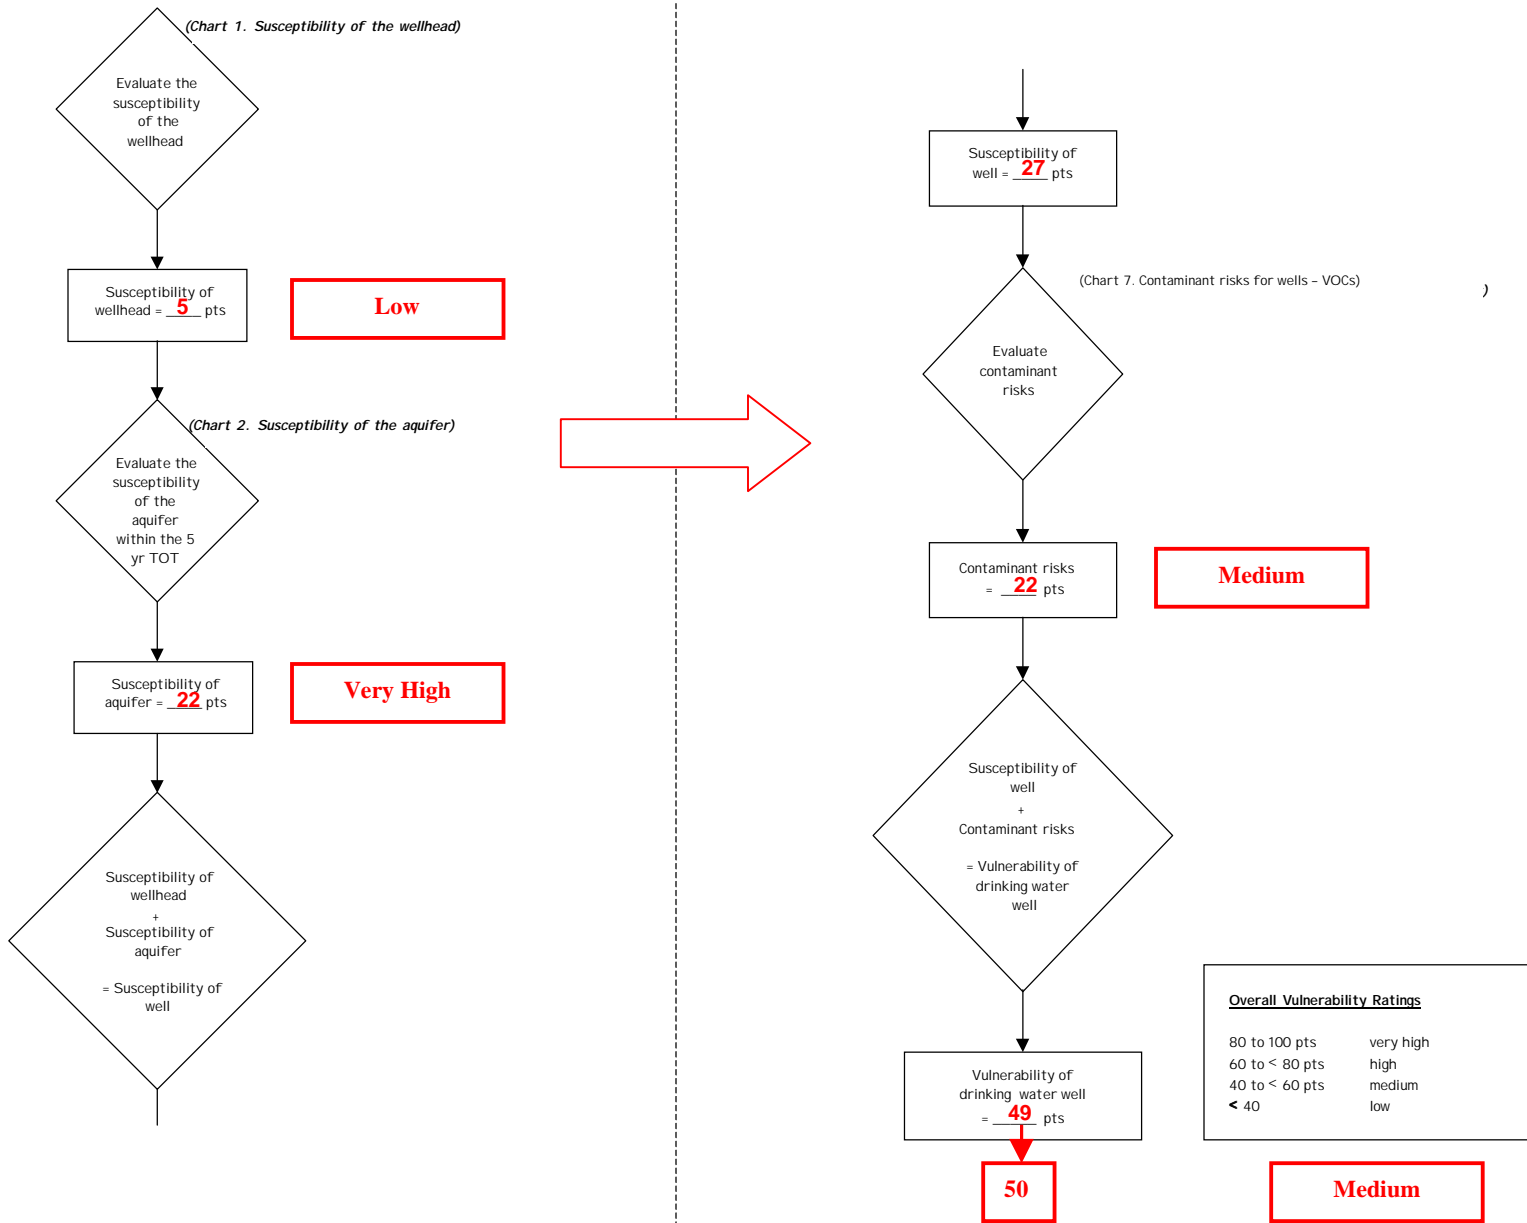 (Chart 1. Susceptibility of the wellhead)
Evaluate the
susceptibility
of the
wellhead
Susceptibility of
wellhead = 5 pts
Low
(Chart 2. Susceptibility of the aquifer)
Evaluate the
susceptibility
of the
aquifer
within the 5
yr TOT
Susceptibility of
aquifer = 22 pts
Very High
Susceptibility of
wellhead
+
Susceptibility of
aquifer
= Susceptibility of
well
Susceptibility of
well = 27 pts
(Chart 7. Contaminant risks for wells – VOCs)
)
Evaluate
contaminant
risks
Contaminant risks
= 22 pts
Medium
Susceptibility of
well
+
Contaminant risks
= Vulnerability of
drinking water
well
Vulnerability of
drinking water well
= 49 pts
50
Overall Vulnerability Ratings
80 to 100 pts very high
60 to < 80 pts high
40 to < 60 pts medium
< 40 low
Medium